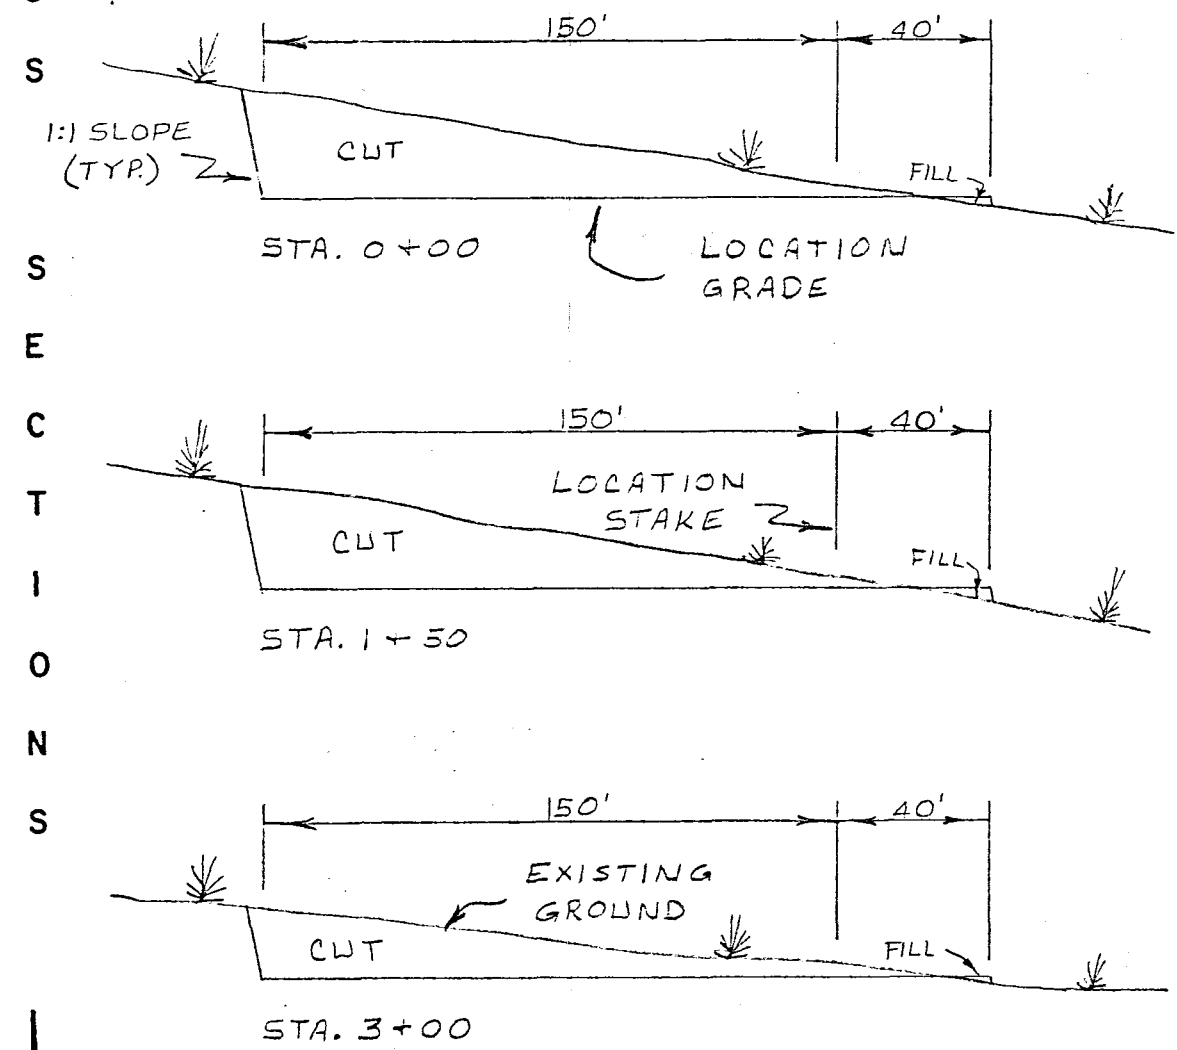 S
S
E
C
T
I
O
N
S
150'
40'
1:1 SLOPE
(TYP.)
CUT
FILL
STA. 0+00
LOCATION
GRADE
150'
40'
LOCATION
STAKE
CUT
FILL
STA. 1+50
150'
40'
EXISTING
GROUND
CUT
FILL
STA. 3+00